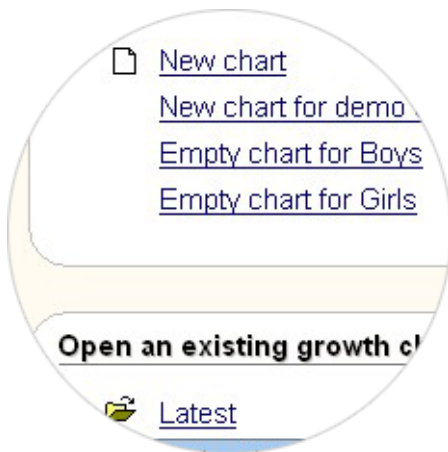 New chart
New chart for demo
Empty chart for Boys
Empty chart for Girls
Open an existing growth
Latest